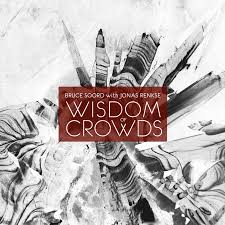 BRUCE SOORD with JONAS RENKSE
WISDOM
OF
CROWDS